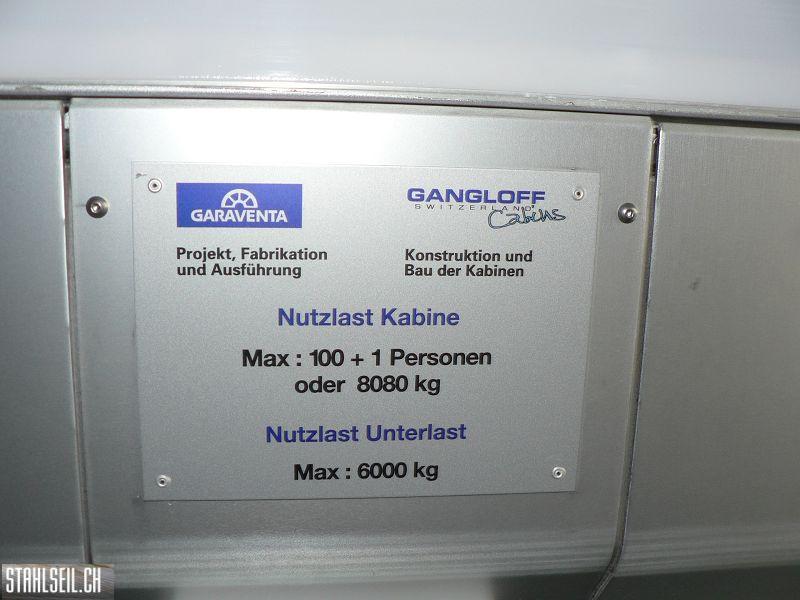 GARAVENTA
GANGLOFF
SWITZERLAND
Cabins
Projekt, Fabrikation
und Ausführung
Konstruktion und
Bau der Kabinen
Nutzlast Kabine
Max : 100 + 1 Personen
oder 8080 kg
Nutzlast Unterlast
Max : 6000 kg
STAHLSEIL.CH